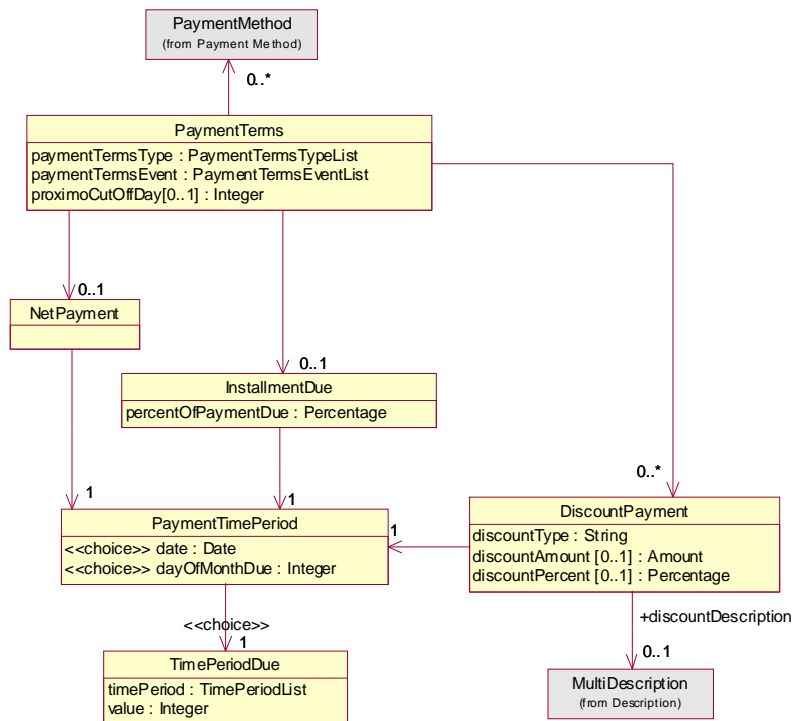 PaymentMethod
(from Payment Method)
0..*
PaymentTerms
paymentTermsType : PaymentTermsTypeList
paymentTermsEvent : PaymentTermsEventList
proximoCutOffDay[0..1] : Integer
0..1
NetPayment
0..1
InstallmentDue
percentOfPaymentDue : Percentage
0..*
1
1
PaymentTimePeriod
<<choice>> date : Date
<<choice>> dayOfMonthDue : Integer
1
DiscountPayment
discountType : String
discountAmount [0..1] : Amount
discountPercent [0..1] : Percentage
<<choice>>
1
+discountDescription
0..1
TimePeriodDue
timePeriod : TimePeriodList
value : Integer
MultiDescription
(from Description)